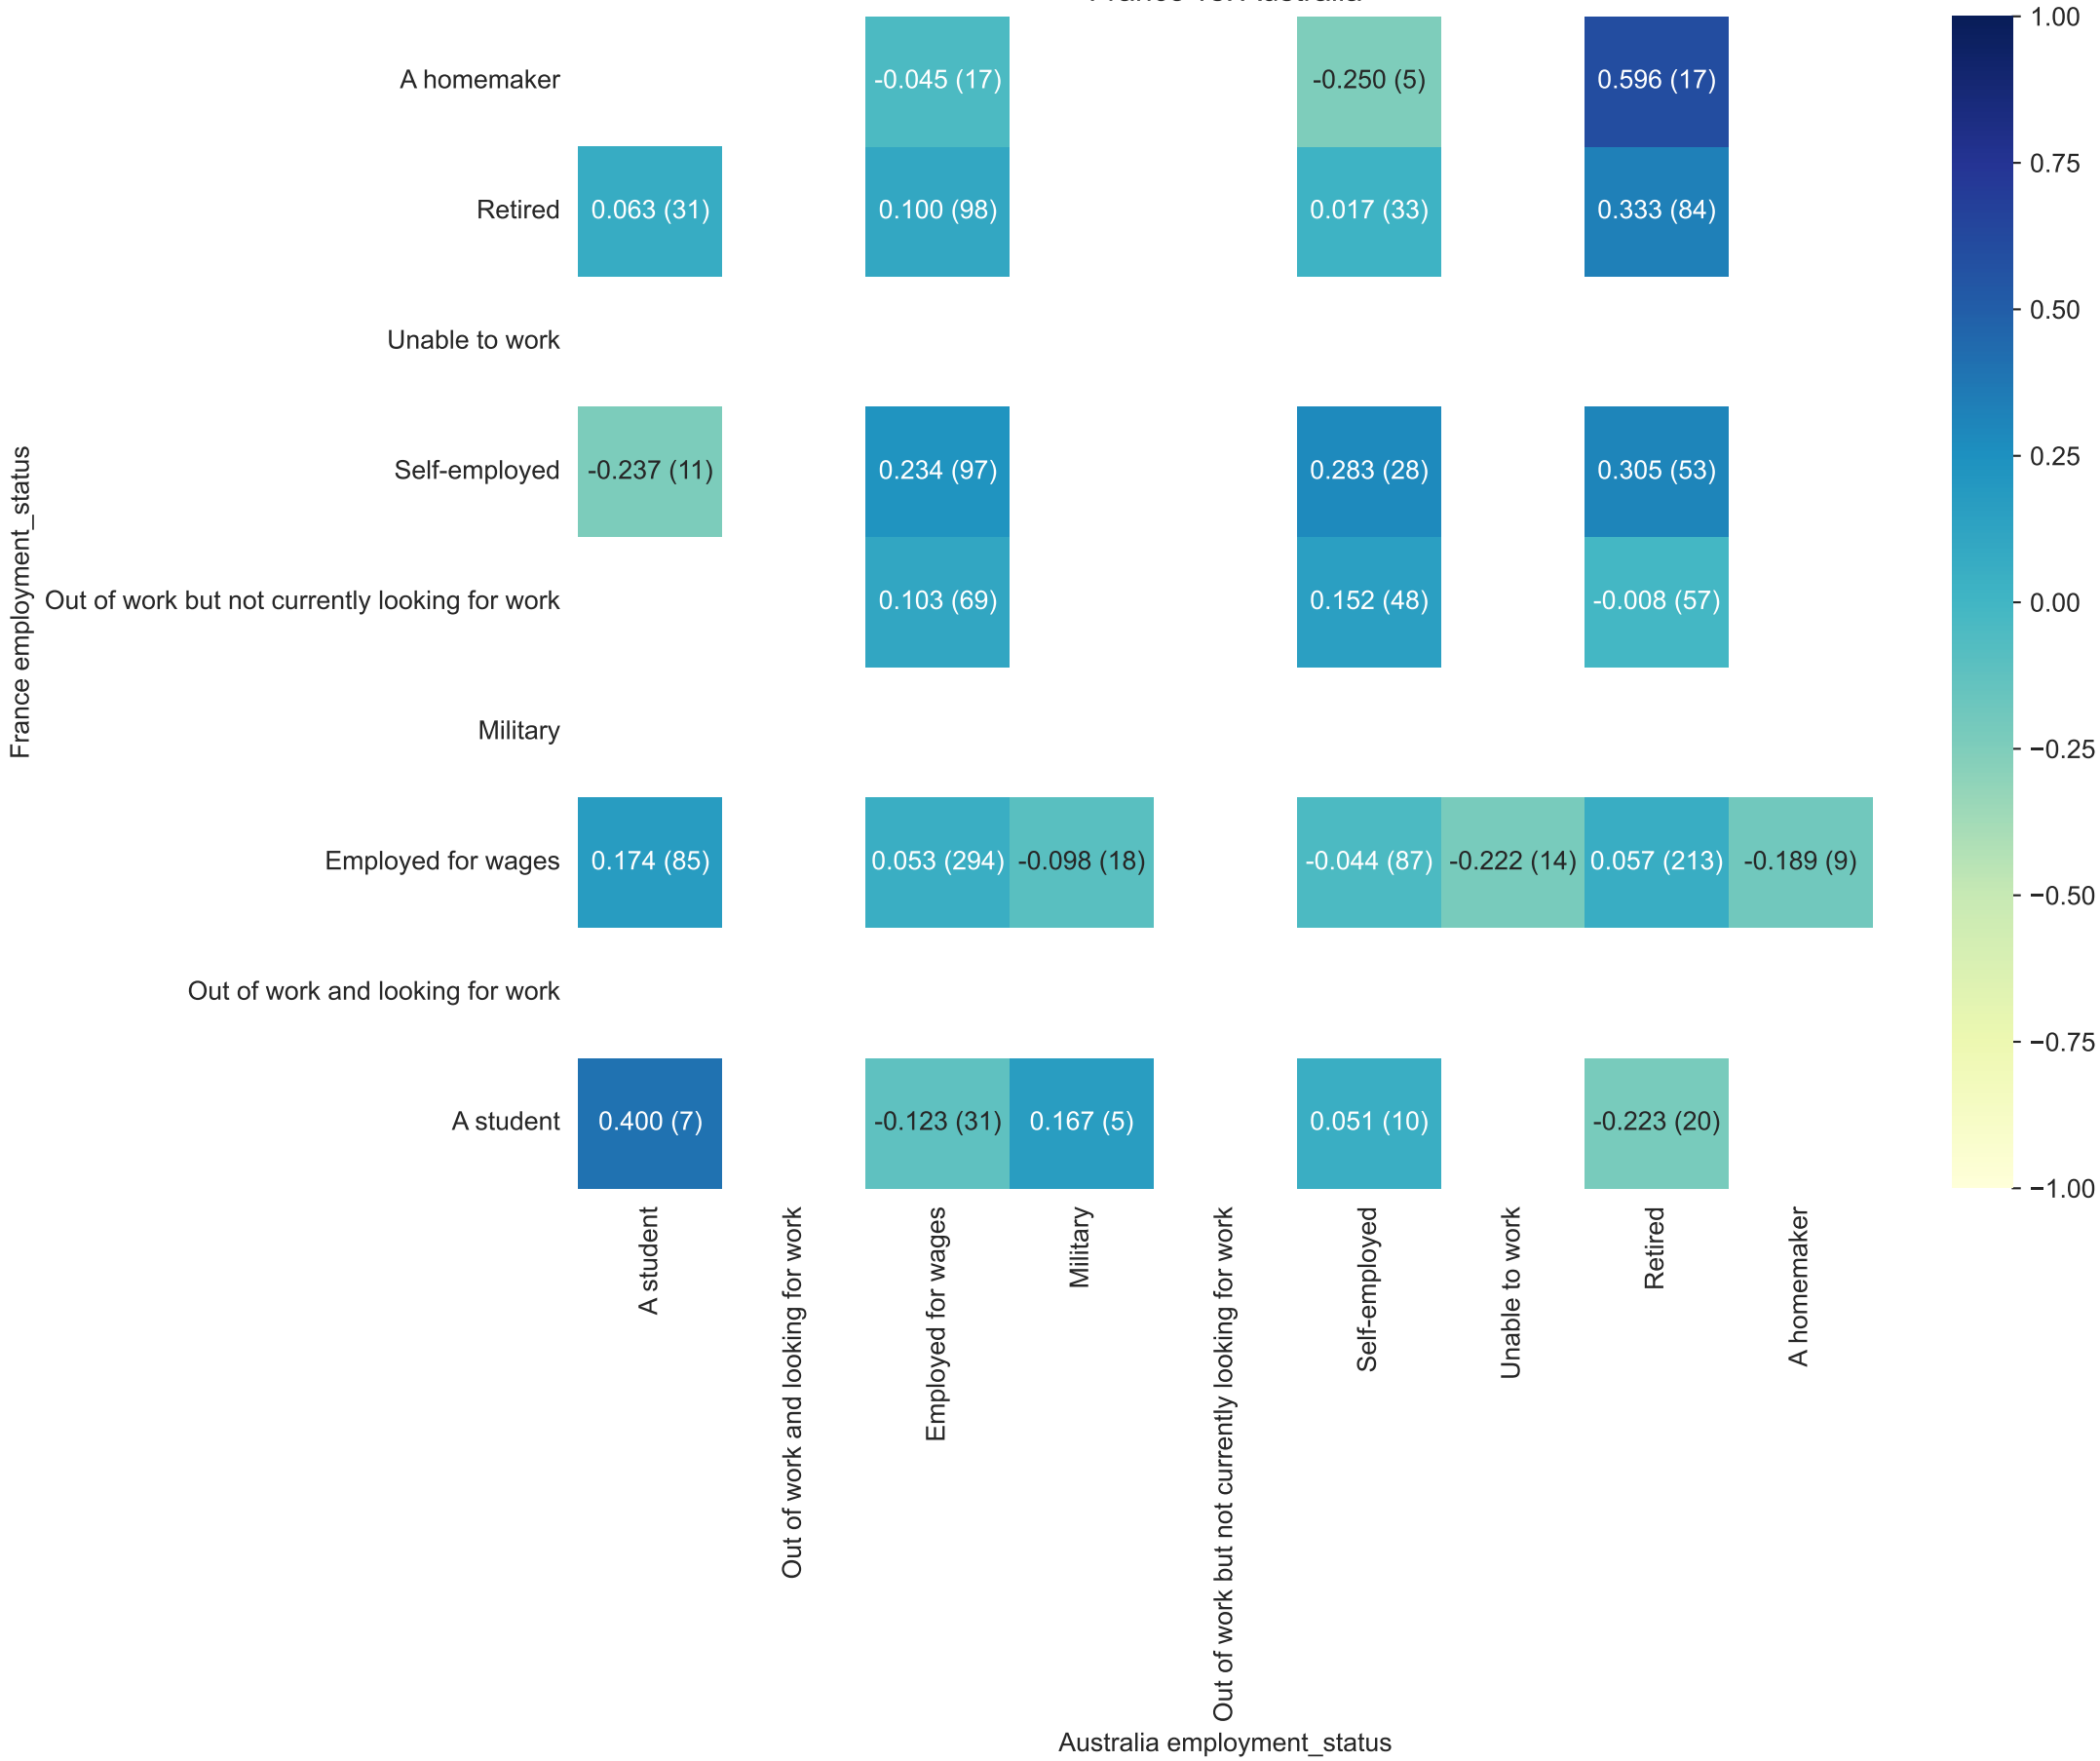 A homemaker
-0.045 (17)
-0.250 (5)
0.596 (17)
Retired
0.063 (31)
0.100 (98)
0.017 (33)
0.333 (84)
Unable to work
Self-employed
-0.237 (11)
0.234 (97)
0.283 (28)
0.305 (53)
Out of work but not currently looking for work
0.103 (69)
0.152 (48)
-0.008 (57)
Military
Employed for wages
0.174 (85)
0.053 (294)
-0.098 (18)
-0.044 (87)
-0.222 (14)
0.057 (213)
-0.189 (9)
Out of work and looking for work
A student
0.400 (7)
-0.123 (31)
0.167 (5)
0.051 (10)
-0.223 (20)
France employment_status
A student
Out of work and looking for work
Employed for wages
Military
Out of work but not currently looking for work
Self-employed
Unable to work
Retired
A homemaker
Australia employment_status
1.00
0.75
0.50
0.25
0.00
−0.25
−0.50
−0.75
−1.00